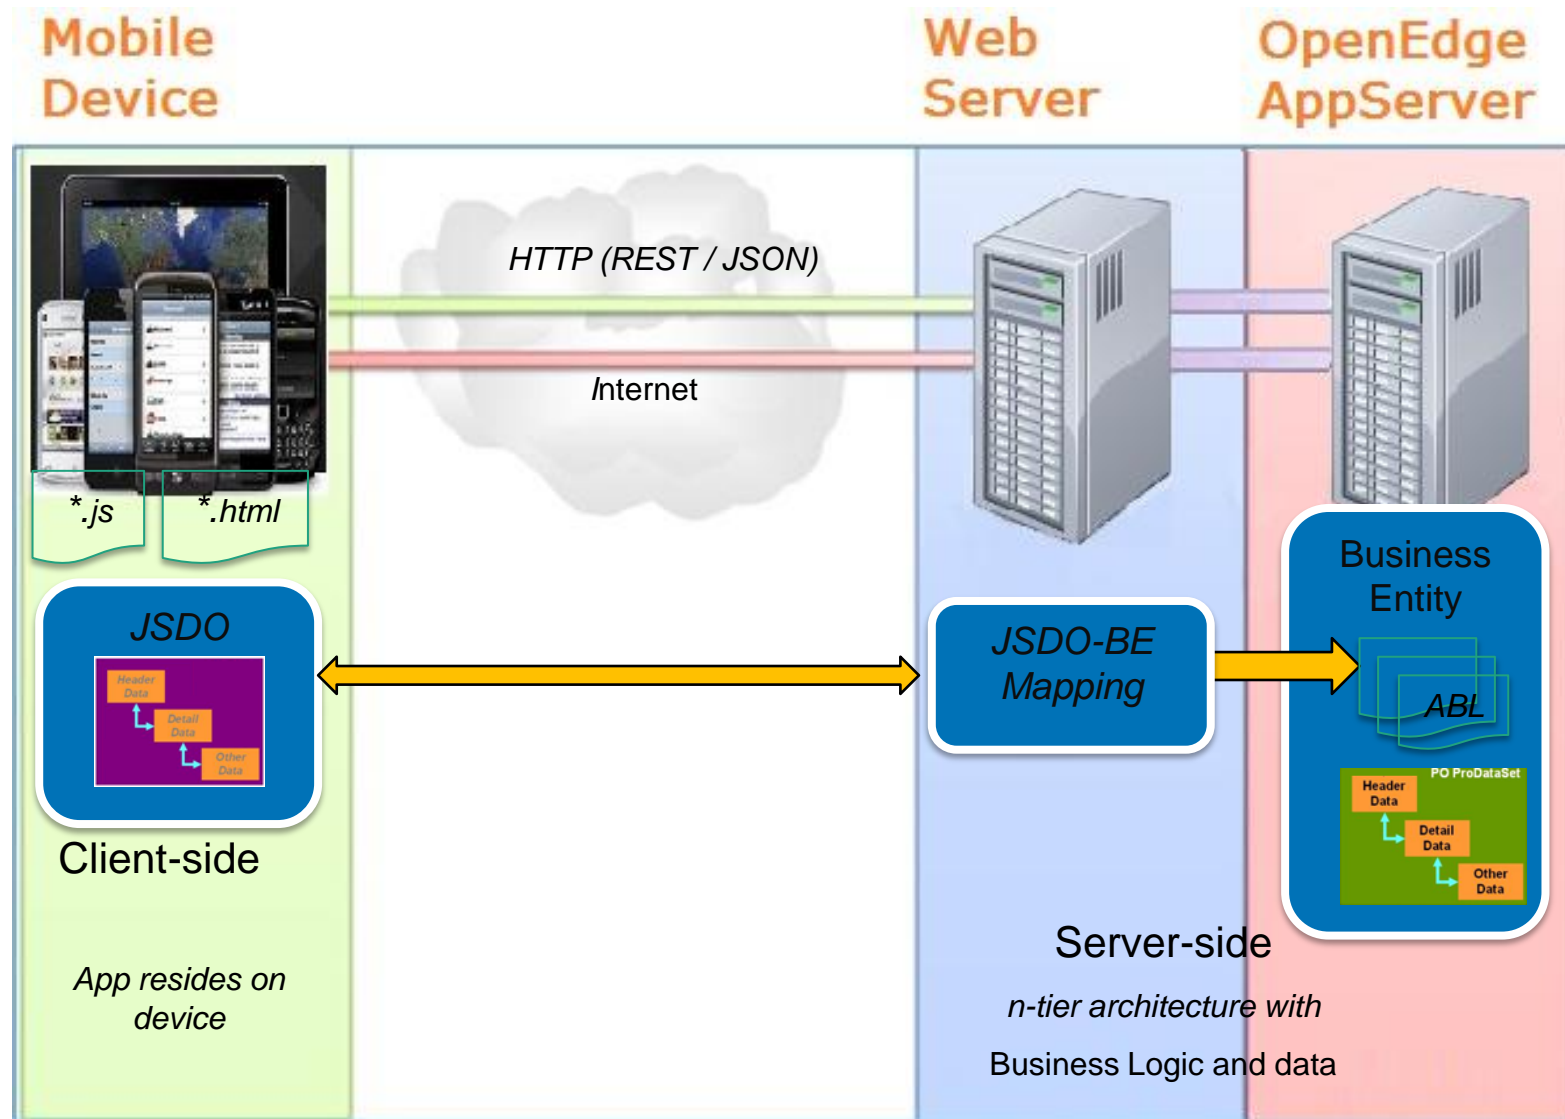 Mobile
Device
Web
Server
OpenEdge
AppServer
HTTP (REST / JSON)
Internet
*.js
*.html
JSDO
Header
Data
Detail
Data
Other
Data
JSDO-BE
Mapping
Business
Entity
ABL
PO ProDataSet
Header
Data
Detail
Data
Other
Data
Client-side
App resides on
device
Server-side
n-tier architecture with
Business Logic and data